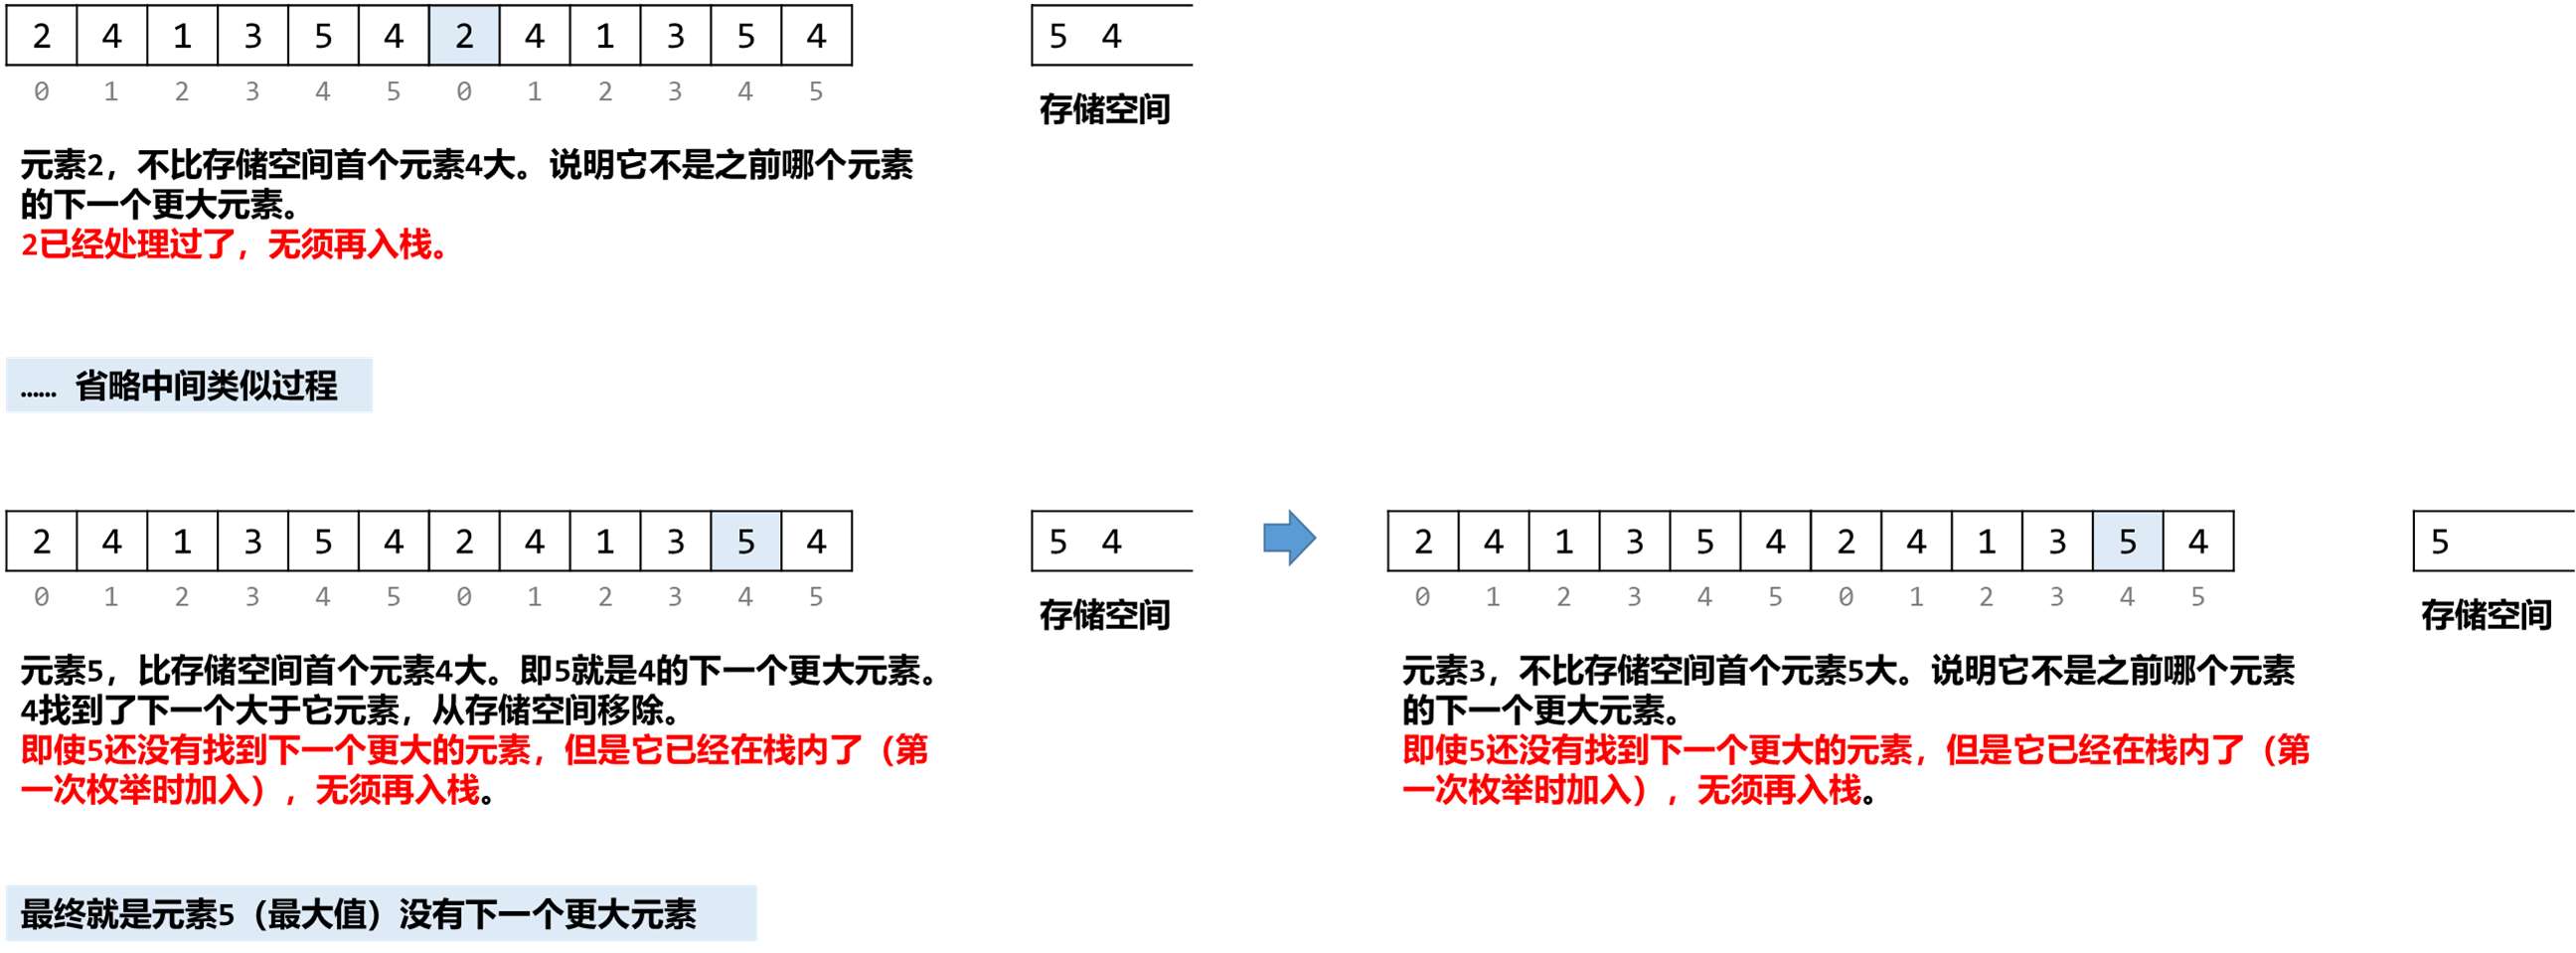 2 4 1 3 5 4 2 4 1 3 5 4
5 4
0 1 2 3 4 5 0 1 2 3 4 5
存储空间
元素2，不比存储空间首个元素4大。说明它不是之前哪个元素
的下一个更大元素。
2已经处理过了，无须再入栈。
…… 省略中间类似过程
2 4 1 3 5 4 2 4 1 3 5 4
5 4
0 1 2 3 4 5 0 1 2 3 4 5
存储空间
元素5，比存储空间首个元素4大。即5就是4的下一个更大元素。
4找到了下一个大于它元素，从存储空间移除。
即使5还没有找到下一个更大的元素，但是它已经在栈内了（第
一次枚举时加入），无须再入栈。
2 4 1 3 5 4 2 4 1 3 5 4
5
0 1 2 3 4 5 0 1 2 3 4 5
存储空间
元素3，不比存储空间首个元素5大。说明它不是之前哪个元素
的下一个更大元素。
即使5还没有找到下一个更大的元素，但是它已经在栈内了（第
一次枚举时加入），无须再入栈。
最终就是元素5（最大值）没有下一个更大元素